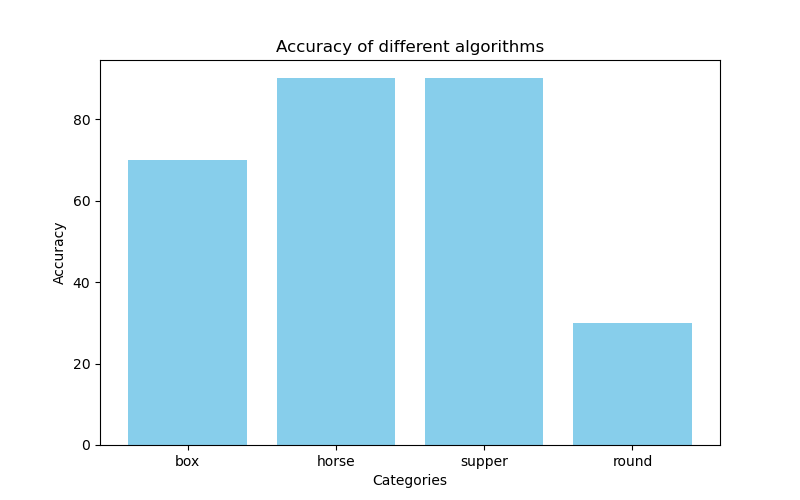 Accuracy of different algorithms
Accuracy
80
60
40
20
0
box horse supper round
Categories